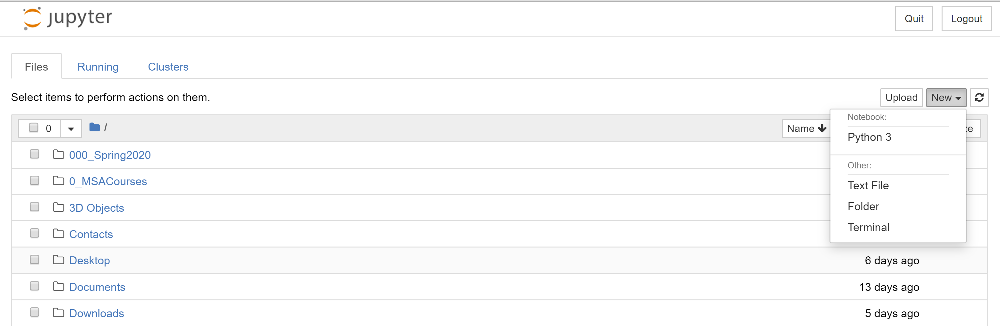 jupyter
Quit
Logout
Files
Running
Clusters
Select items to perform actions on them.
Upload
New
0
/
Name
Notebook:
Python 3
Other:
Text File
Folder
Terminal
000_Spring2020
0_MSACourses
3D Objects
Contacts
Desktop
6 days ago
Documents
13 days ago
Downloads
5 days ago